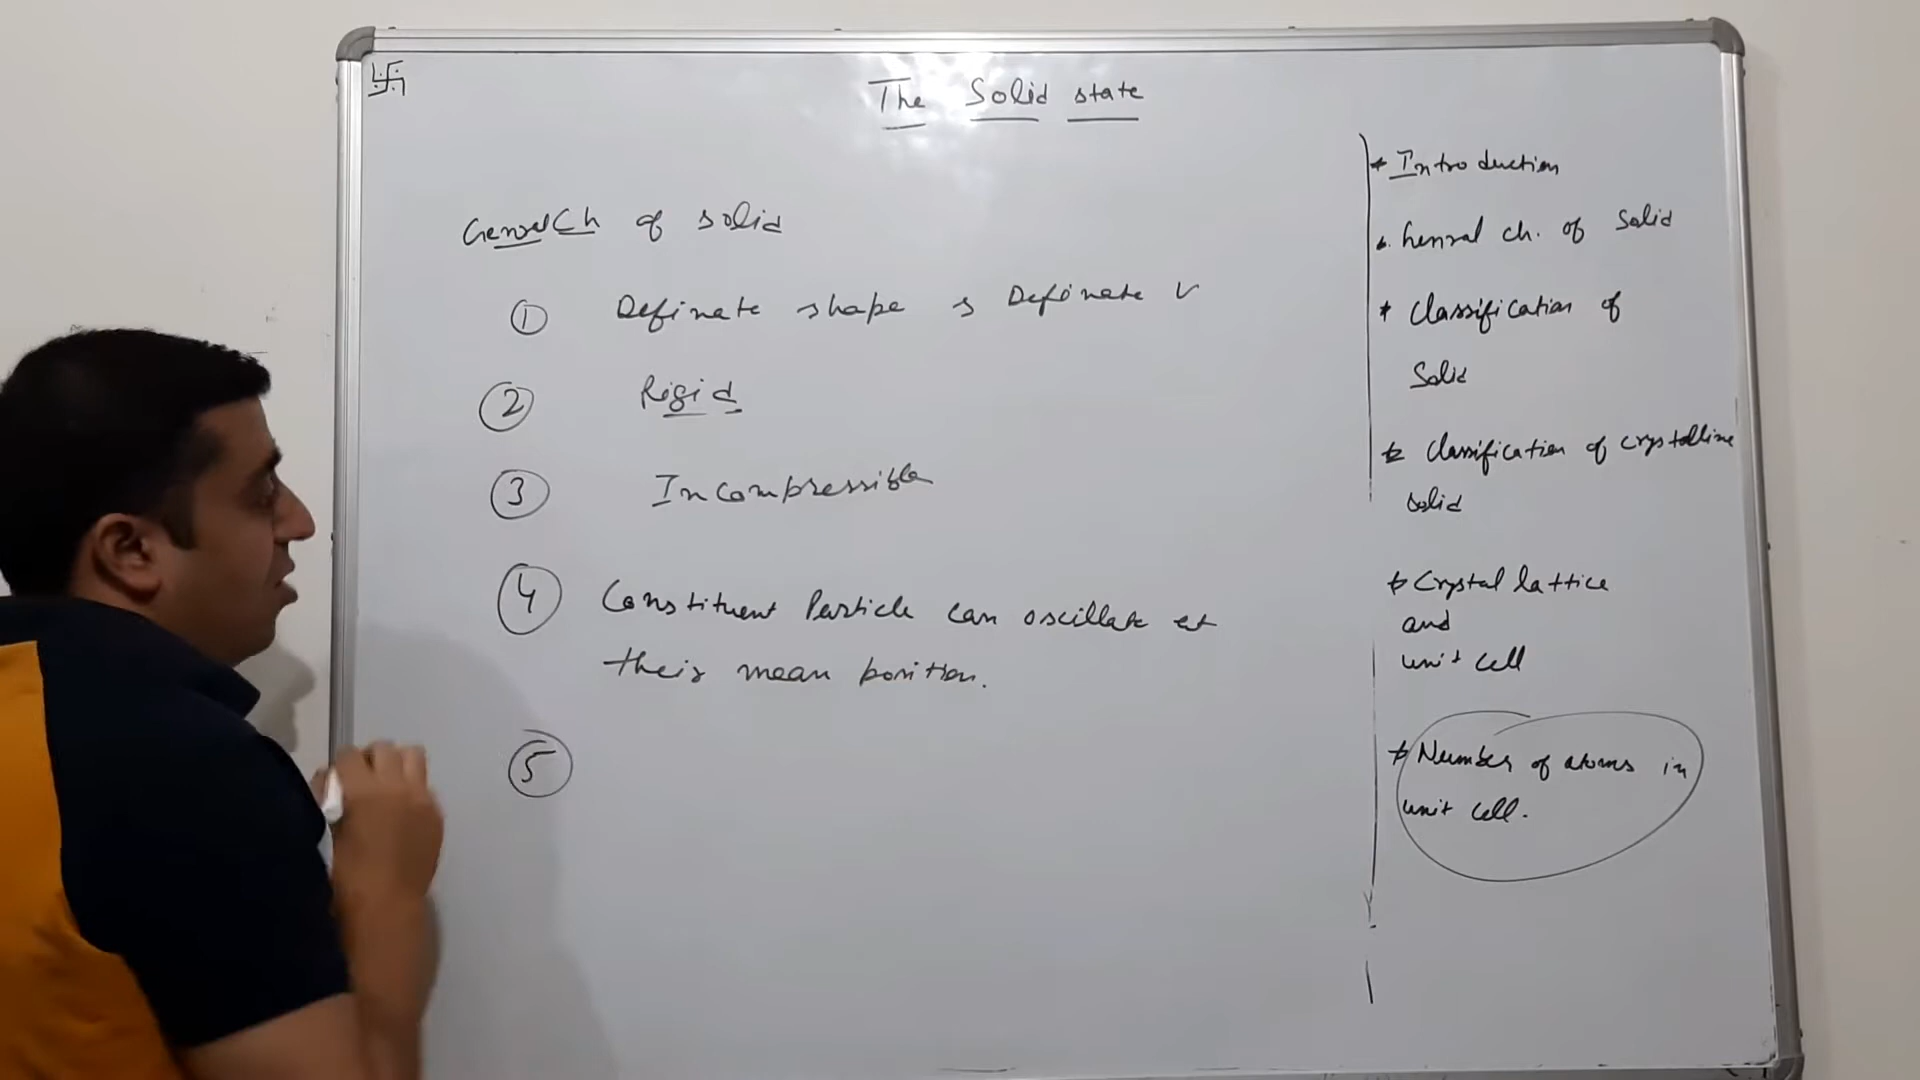 The Solid state
General Ch of solid
① Definate shape & Definate V
② Rigid
③ Incompressible
④ Constituent Particle can oscillate at
their mean position.
⑤
* Introduction
* Genral ch. of Solid
* Classification of
Solid
* Classification of crystalline
solid
* Crystal lattice
and
unit cell
* Number of atoms in
unit cell.